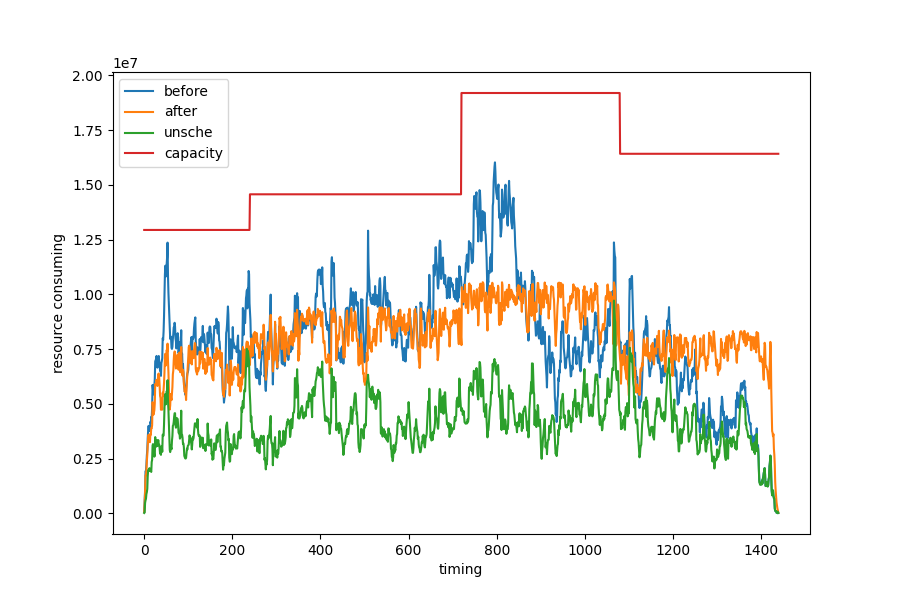 1e7
2.00
1.75
1.50
1.25
1.00
0.75
0.50
0.25
0.00
resource consuming
before
after
unsche
capacity
0 200 400 600 800 1000 1200 1400
timing